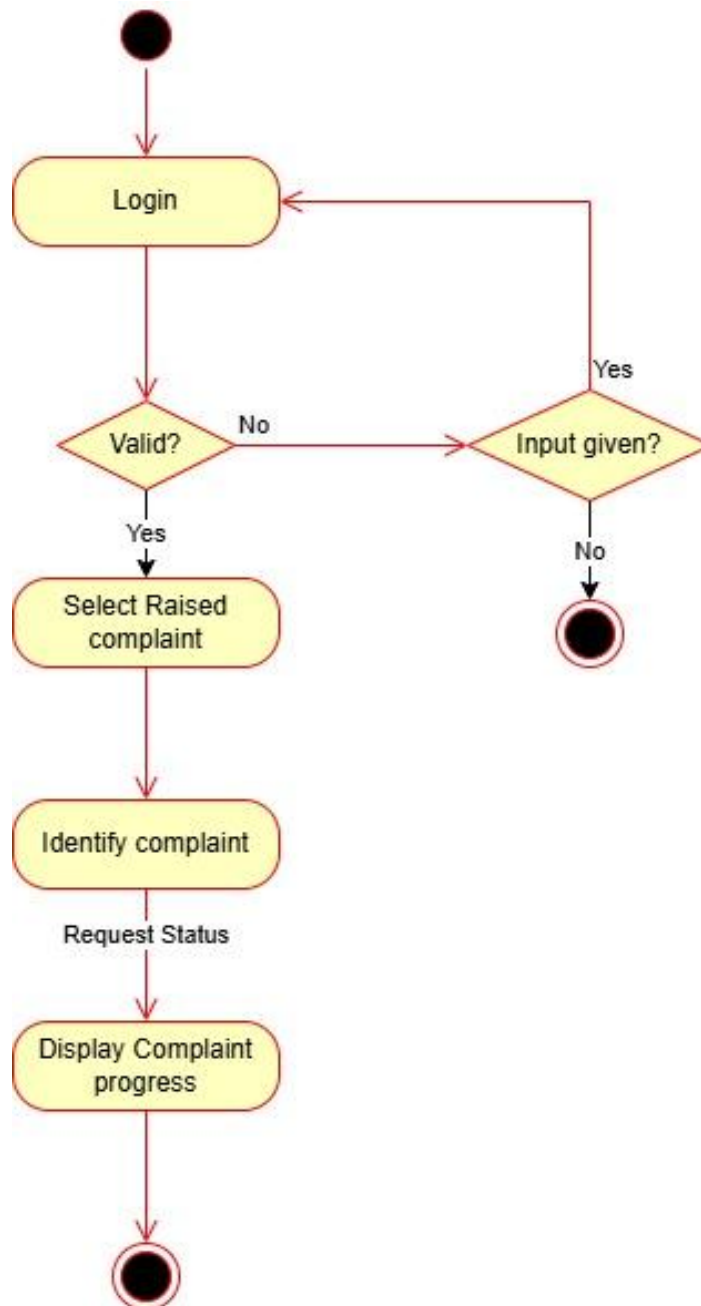 Login
Yes
Valid?
No
Input given?
Yes
No
Select Raised
complaint
Identify complaint
Request Status
Display Complaint
progress